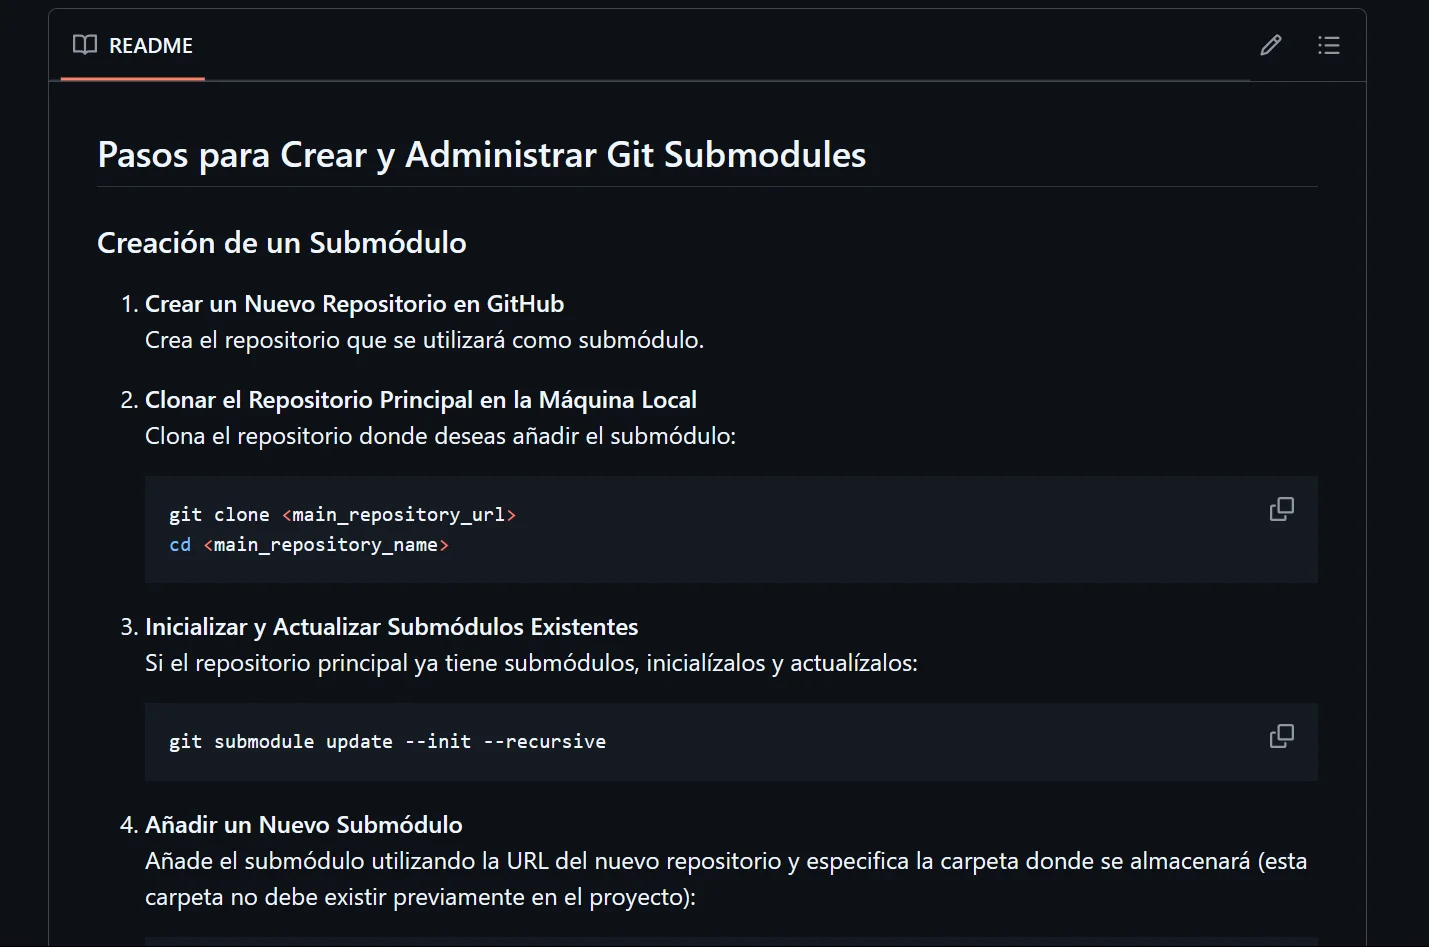 README
Pasos para Crear y Administrar Git Submodules
Creación de un Submódulo
1. Crear un Nuevo Repositorio en GitHub
Crea el repositorio que se utilizará como submódulo.
2. Clonar el Repositorio Principal en la Máquina Local
Clona el repositorio donde deseas añadir el submódulo:
git clone <main_repository_url>
cd <main_repository_name>
3. Inicializar y Actualizar Submódulos Existentes
Si el repositorio principal ya tiene submódulos, inicialízalos y actualízalos:
git submodule update --init --recursive
4. Añadir un Nuevo Submódulo
Añade el submódulo utilizando la URL del nuevo repositorio y especifica la carpeta donde se almacenará (esta
carpeta no debe existir previamente en el proyecto):